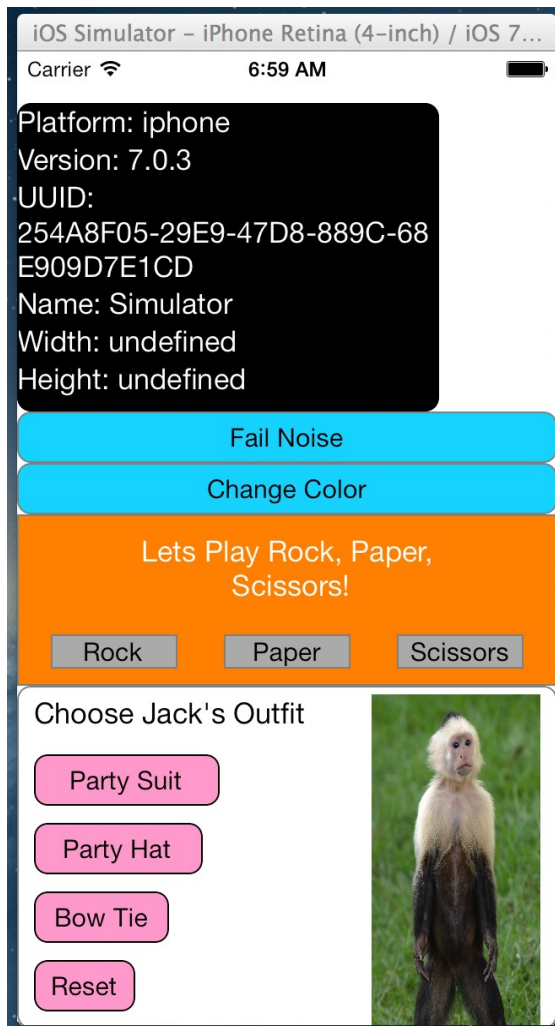 iOS Simulator – iPhone Retina (4-inch) / iOS 7...
Carrier 6:59 AM
Platform: iphone
Version: 7.0.3
UUID:
254A8F05-29E9-47D8-889C-68
E909D7E1CD
Name: Simulator
Width: undefined
Height: undefined
Fail Noise
Change Color
Lets Play Rock, Paper,
Scissors!
Rock Paper Scissors
Choose Jack's Outfit
Party Suit
Party Hat
Bow Tie
Reset